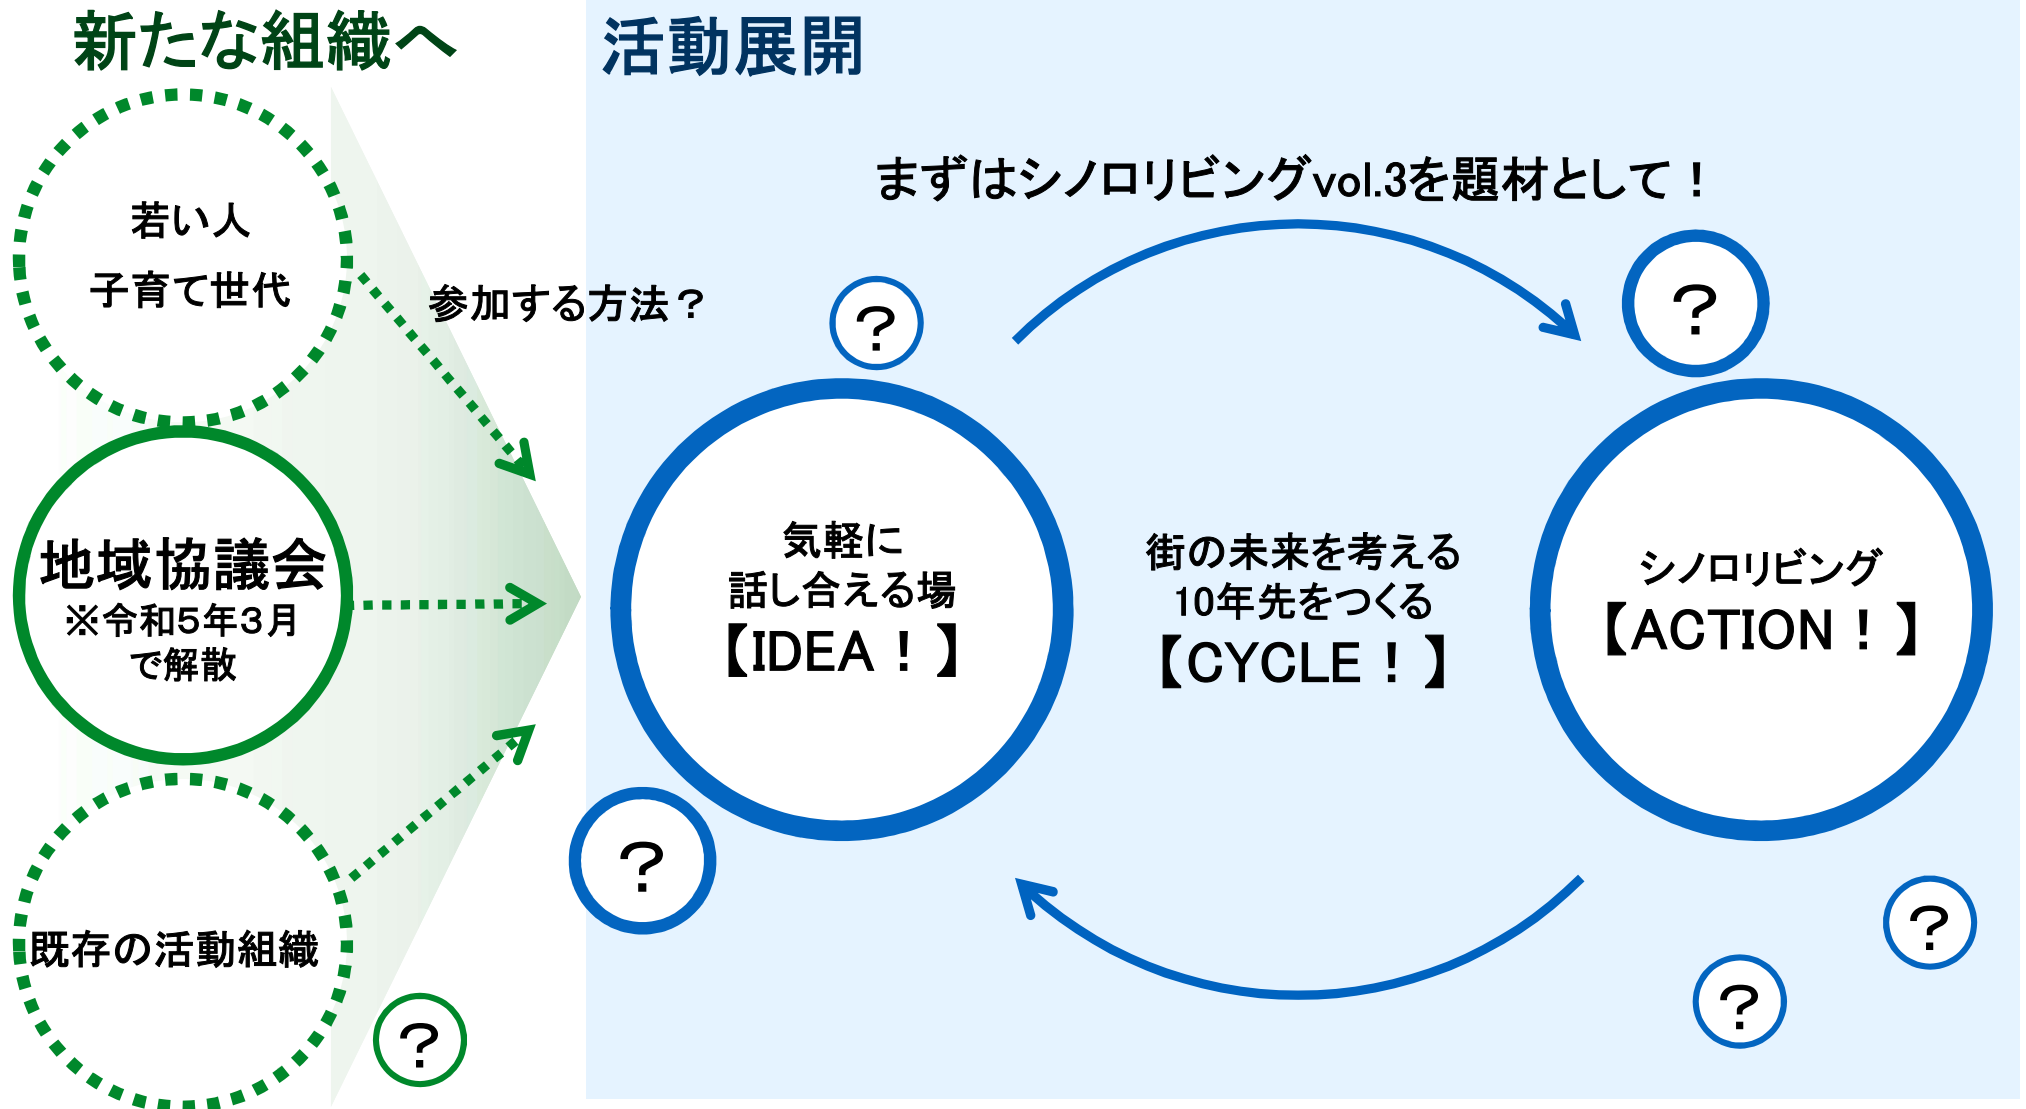 新たな組織へ
若い人
子育て世代
参加する方法？
地域協議会
※令和５年３月
で解散
既存の活動組織
？
活動展開
まずはシノロリビングvol.3を題材として！
？
？
気軽に
話し合える場
【IDEA！】
街の未来を考える
10年先をつくる
【CYCLE！】
シノロリビング
【ACTION！】
？
？
？